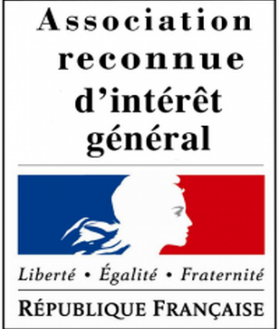 Association
reconnue
d'intérêt
général
Liberté • Égalité • Fraternité
RÉPUBLIQUE FRANÇAISE